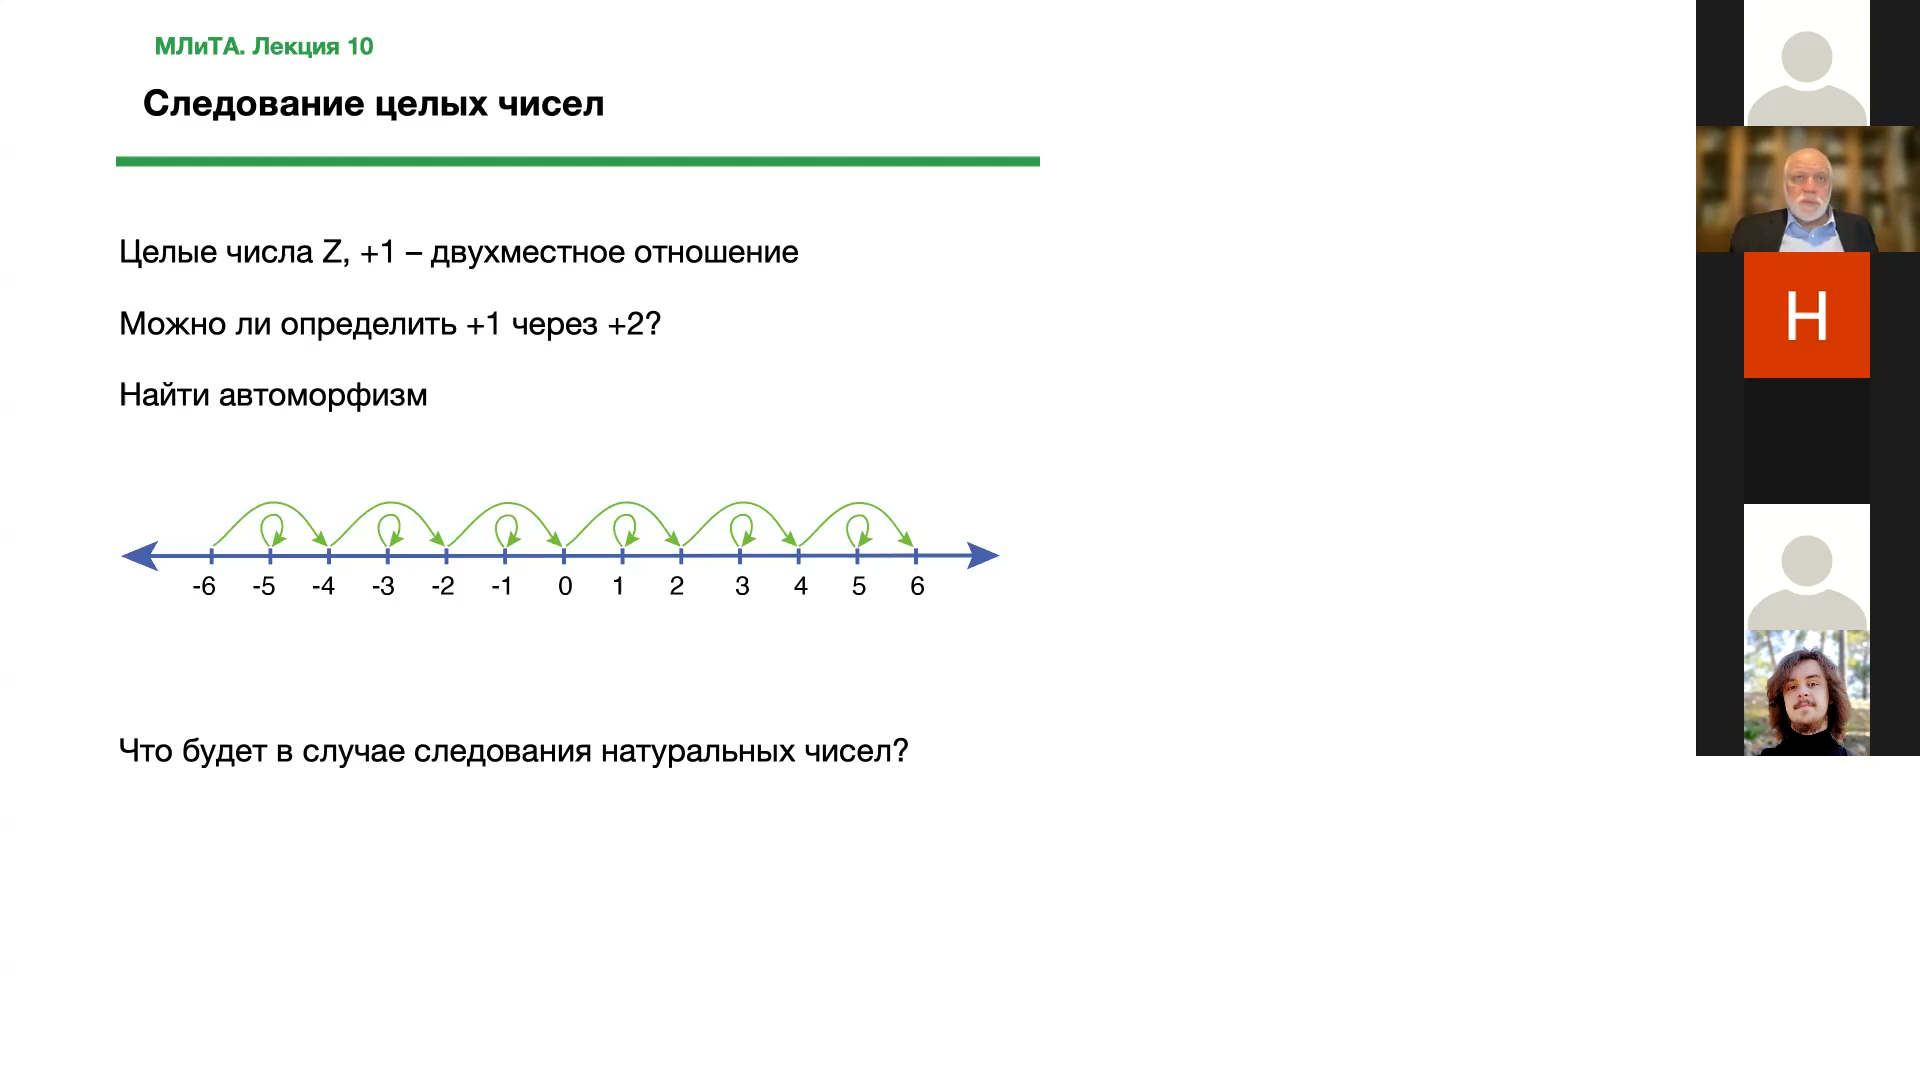 МЛиТА. Лекция 10
Следование целых чисел
Целые числа Z, +1 – двухместное отношение
Можно ли определить +1 через +2?
Найти автоморфизм
-6 -5 -4 -3 -2 -1 0 1 2 3 4 5 6
Что будет в случае следования натуральных чисел?
H